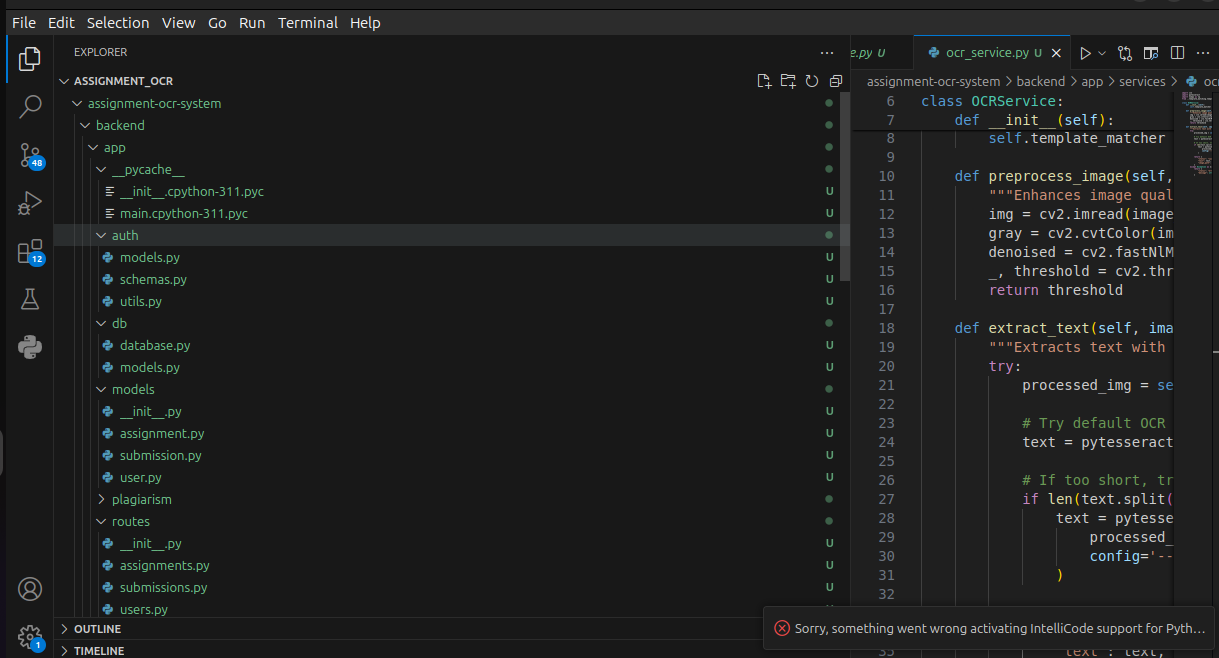 File Edit Selection View Go Run Terminal Help
EXPLORER
ASSIGNMENT_OCR
assignment-ocr-system
backend
app
__pycache__
__init__.cpython-311.pyc U
main.cpython-311.pyc U
auth
models.py U
schemas.py U
utils.py U
db
database.py U
models.py U
models
__init__.py U
assignment.py U
submission.py U
user.py U
plagiarism
routes
__init__.py U
assignments.py U
submissions.py U
users.py
OUTLINE
TIMELINE
48
12
1
e.py U
ocr_service.py U
assignment-ocr-system > backend > app > services > oc
6 class OCRService:
7 def __init__(self):
8 self.template_matcher
9
10 def preprocess_image(self,
11 """Enhances image qual
12 img = cv2.imread(image
13 gray = cv2.cvtColor(im
14 denoised = cv2.fastNlM
15 _, threshold = cv2.thr
16 return threshold
17
18 def extract_text(self, ima
19 """Extracts text with
20 try:
21 processed_img = se
22
23 # Try default OCR
24 text = pytesseract
25
26 # If too short, tr
27 if len(text.split(
28 text = pytesse
29 processed_
30 config='--
31 )
32
35 "text": text,
Sorry, something went wrong activating IntelliCode support for Pyth...